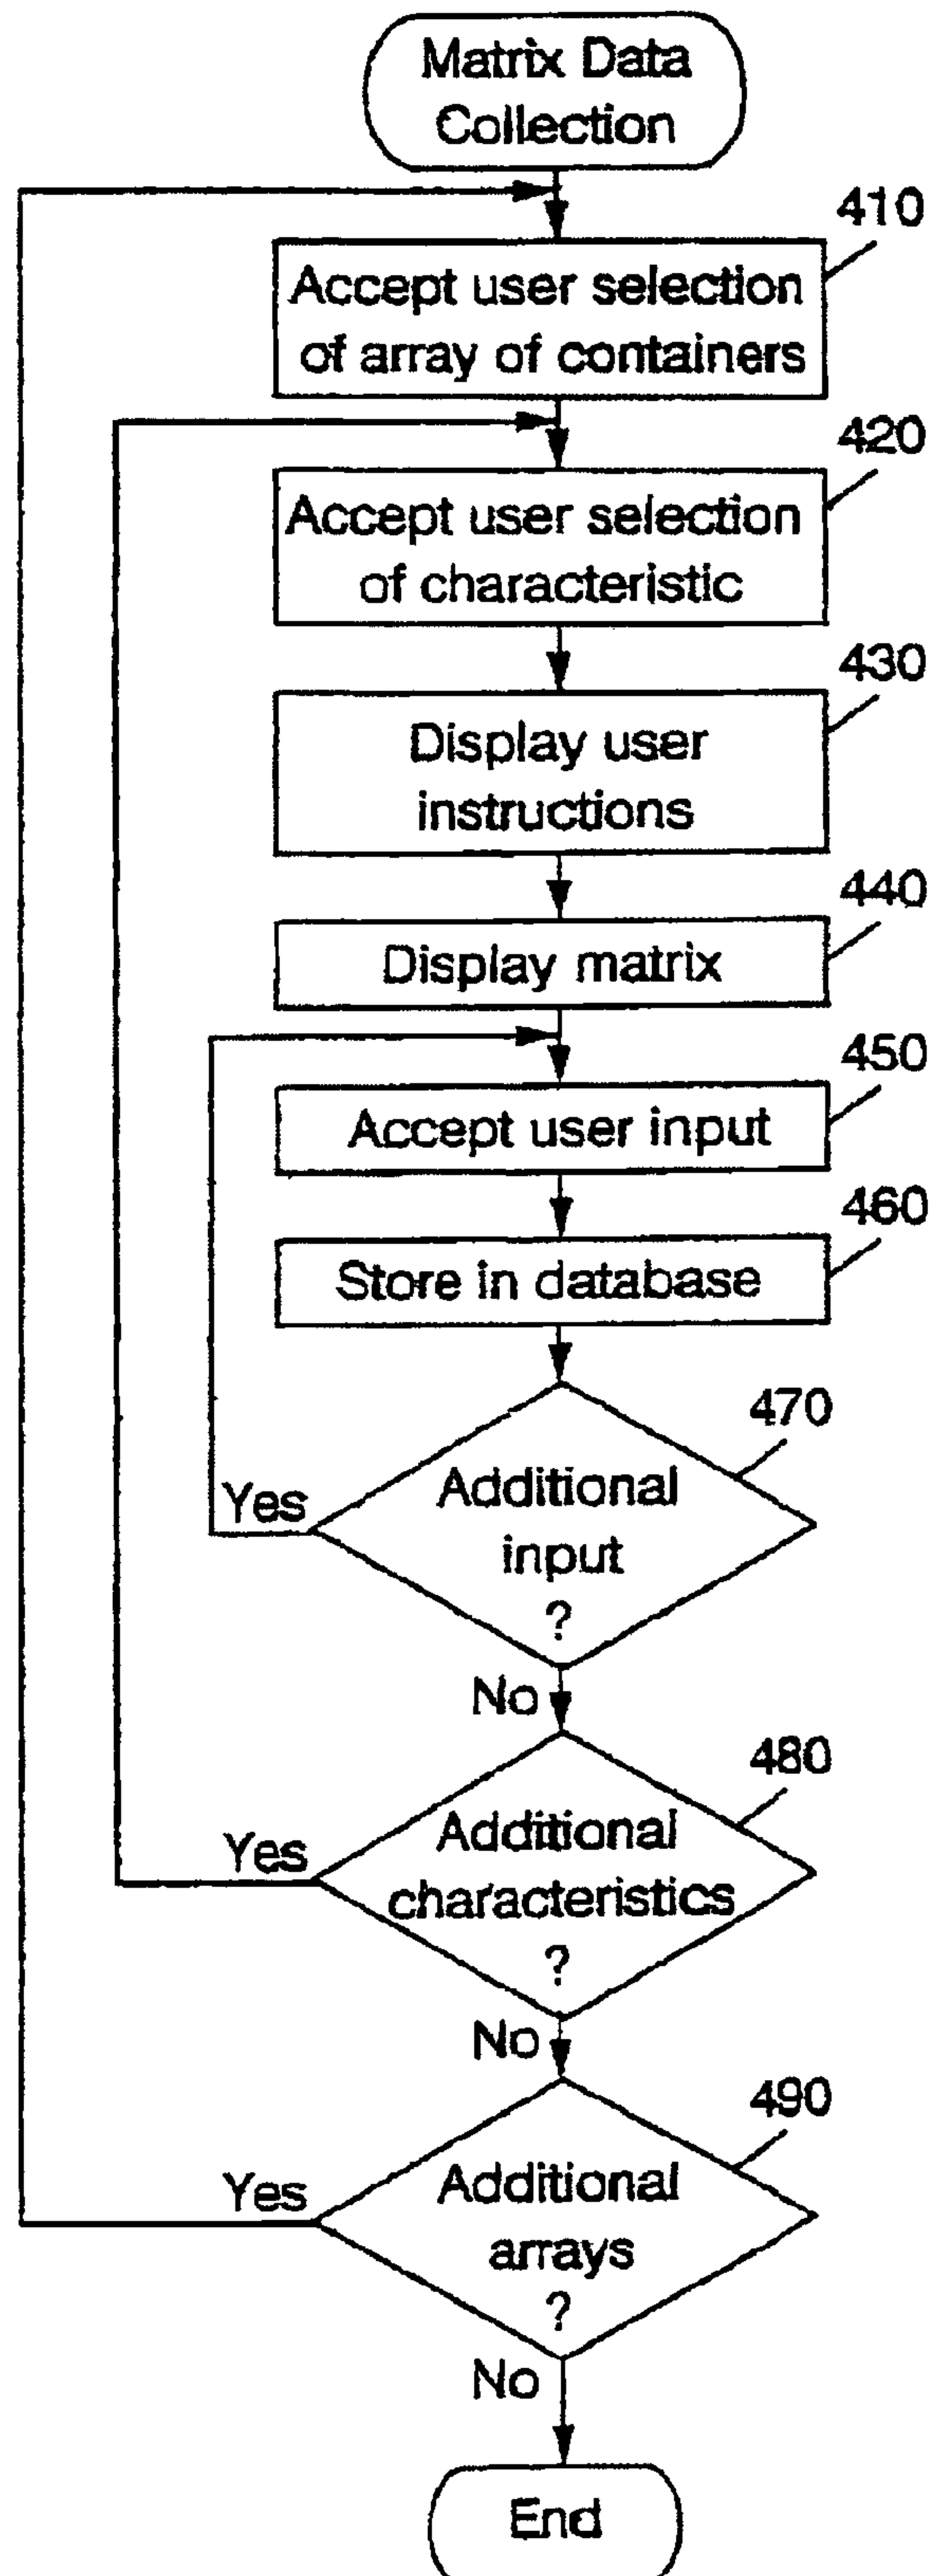 Matrix Data
Collection
410
Accept user selection
of array of containers
420
Accept user selection
of characteristic
430
Display user
instructions
440
Display matrix
450
Accept user input
460
Store in database
470
Yes
Additional
input
?
No
480
Yes
Additional
characteristics
?
No
490
Yes
Additional
arrays
?
No
End